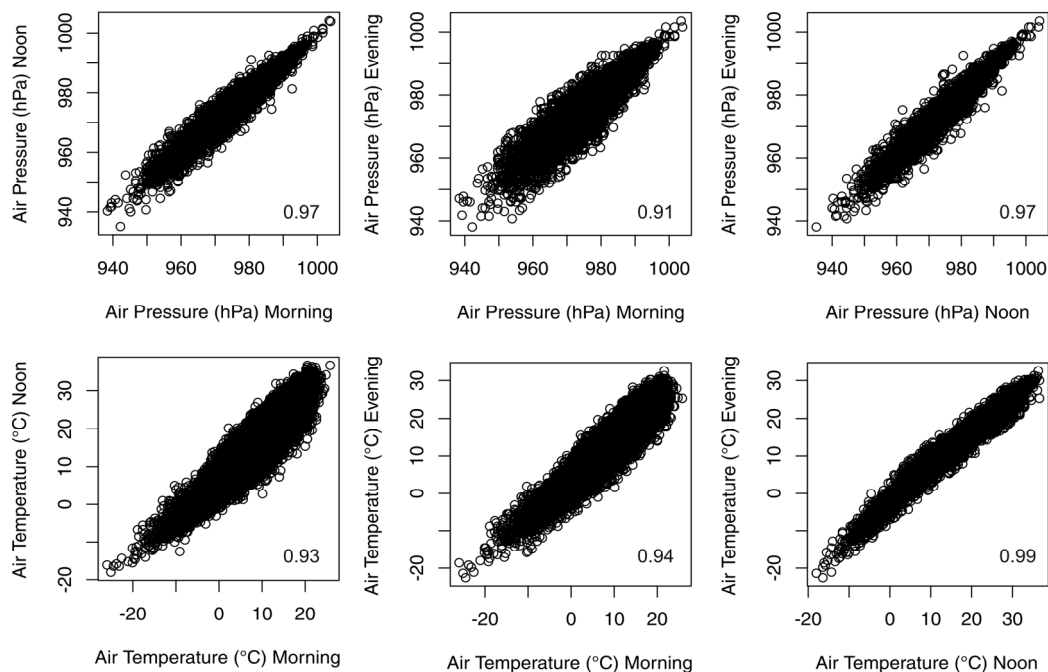 Air Pressure (hPa) Noon
1000
980
960
940
0.97
940 960 980 1000
Air Pressure (hPa) Morning
Air Pressure (hPa) Evening
1000
980
960
940
0.91
940 960 980 1000
Air Pressure (hPa) Morning
Air Pressure (hPa) Evening
1000
980
960
940
0.97
940 960 980 1000
Air Pressure (hPa) Noon
Air Temperature (°C) Noon
30
20
10
0
-20
0.93
-20 0 10 20
Air Temperature (°C) Morning
Air Temperature (°C) Evening
30
20
10
0
-20
0.94
-20 0 10 20
Air Temperature (°C) Morning
Air Temperature (°C) Evening
30
20
10
0
-20
0.99
-20 0 10 20 30
Air Temperature (°C) Noon